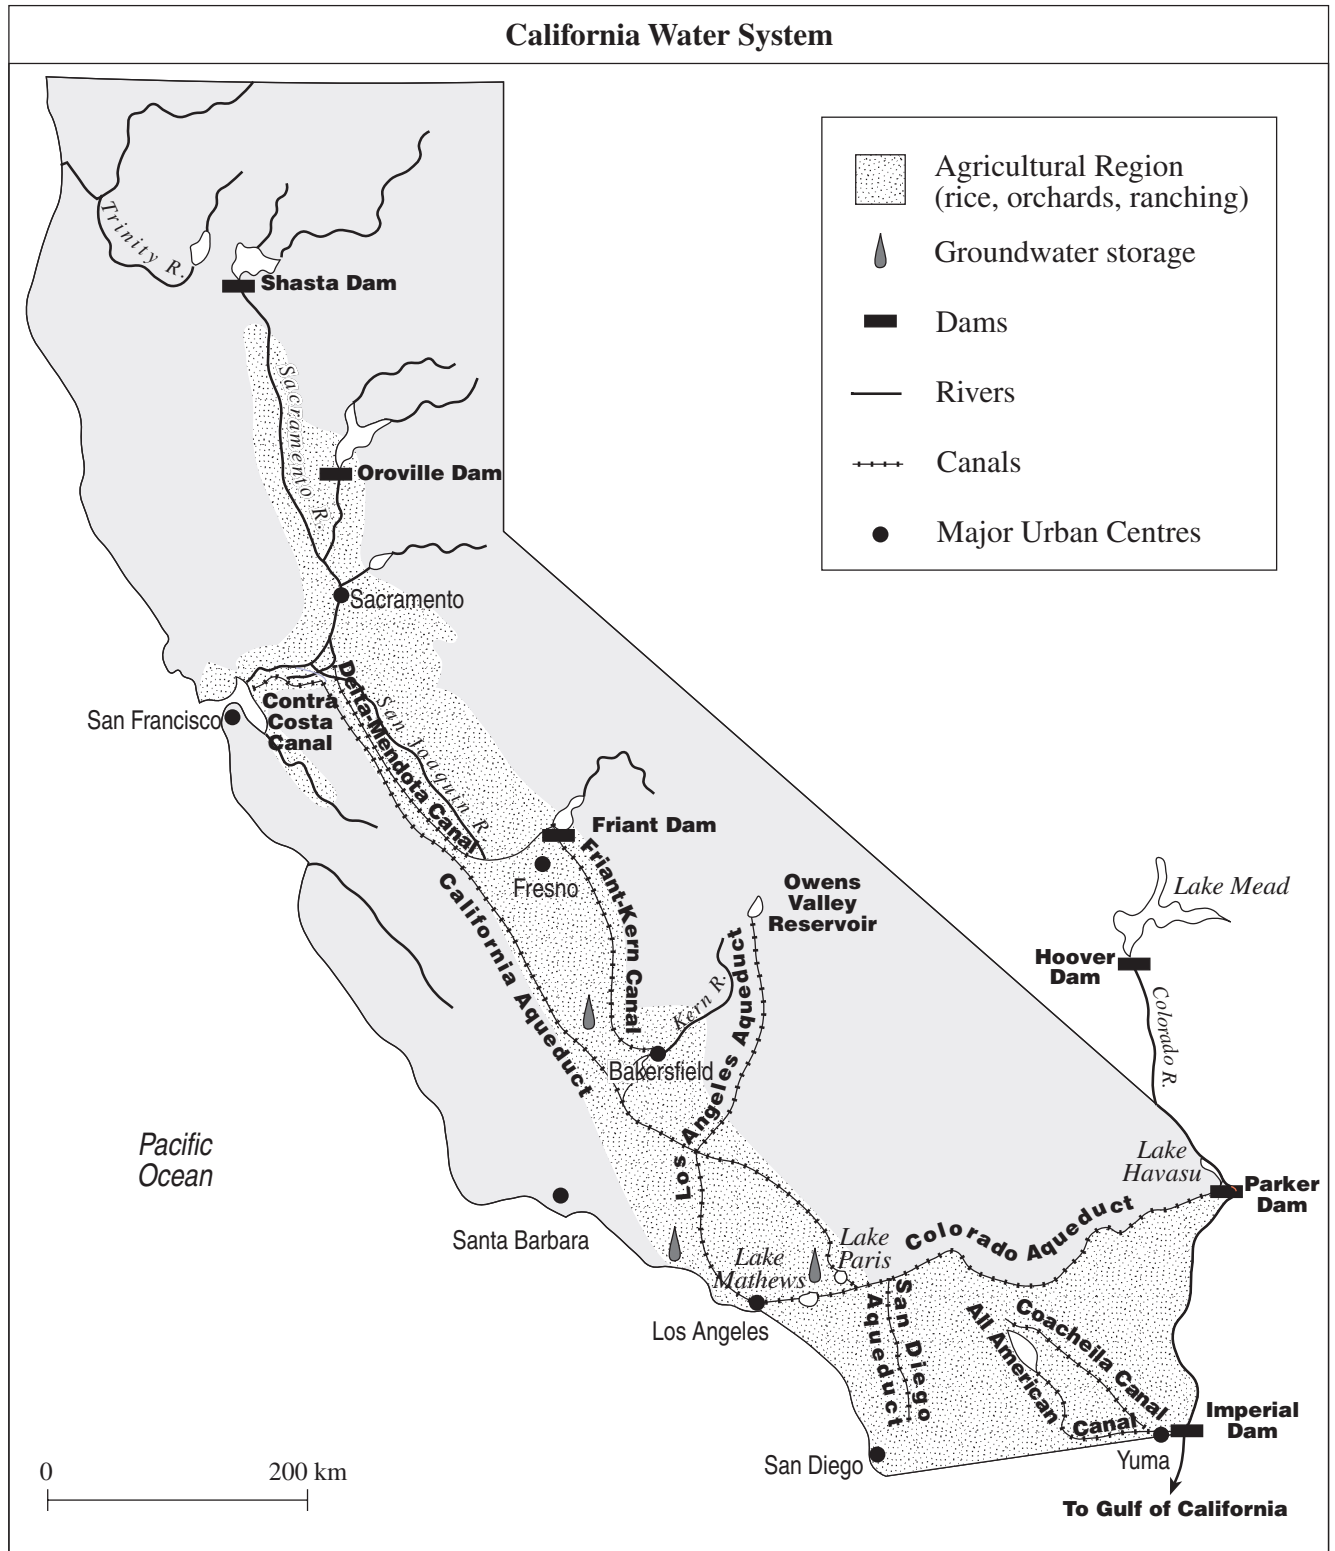 California Water System
Agricultural Region
(rice, orchards, ranching)
Groundwater storage
Dams
Rivers
Canals
Major Urban Centres
Trinity R.
Shasta Dam
Sacramento R.
Oroville Dam
Sacramento
Delta-Mendota Canal
San Joaquin R
Contra
Costa
Canal
San Francisco
Friant Dam
Fresno
Friant-Kern Canal
Owens
Valley
Reservoir
California Aqueduct
Kern R.
Bakersfield
Los Angeles Aqueduct
Lake Mead
Hoover
Dam
Colorado R.
Pacific
Ocean
Santa Barbara
Lake
Havasu
Parker
Dam
Colorado Aqueduct
Lake
Paris
Lake
Mathews
Los Angeles
San Diego
Aqueduct
All American
Canal
Coacheila Canal
Imperial
Dam
Yuma
San Diego
To Gulf of California
0
200 km